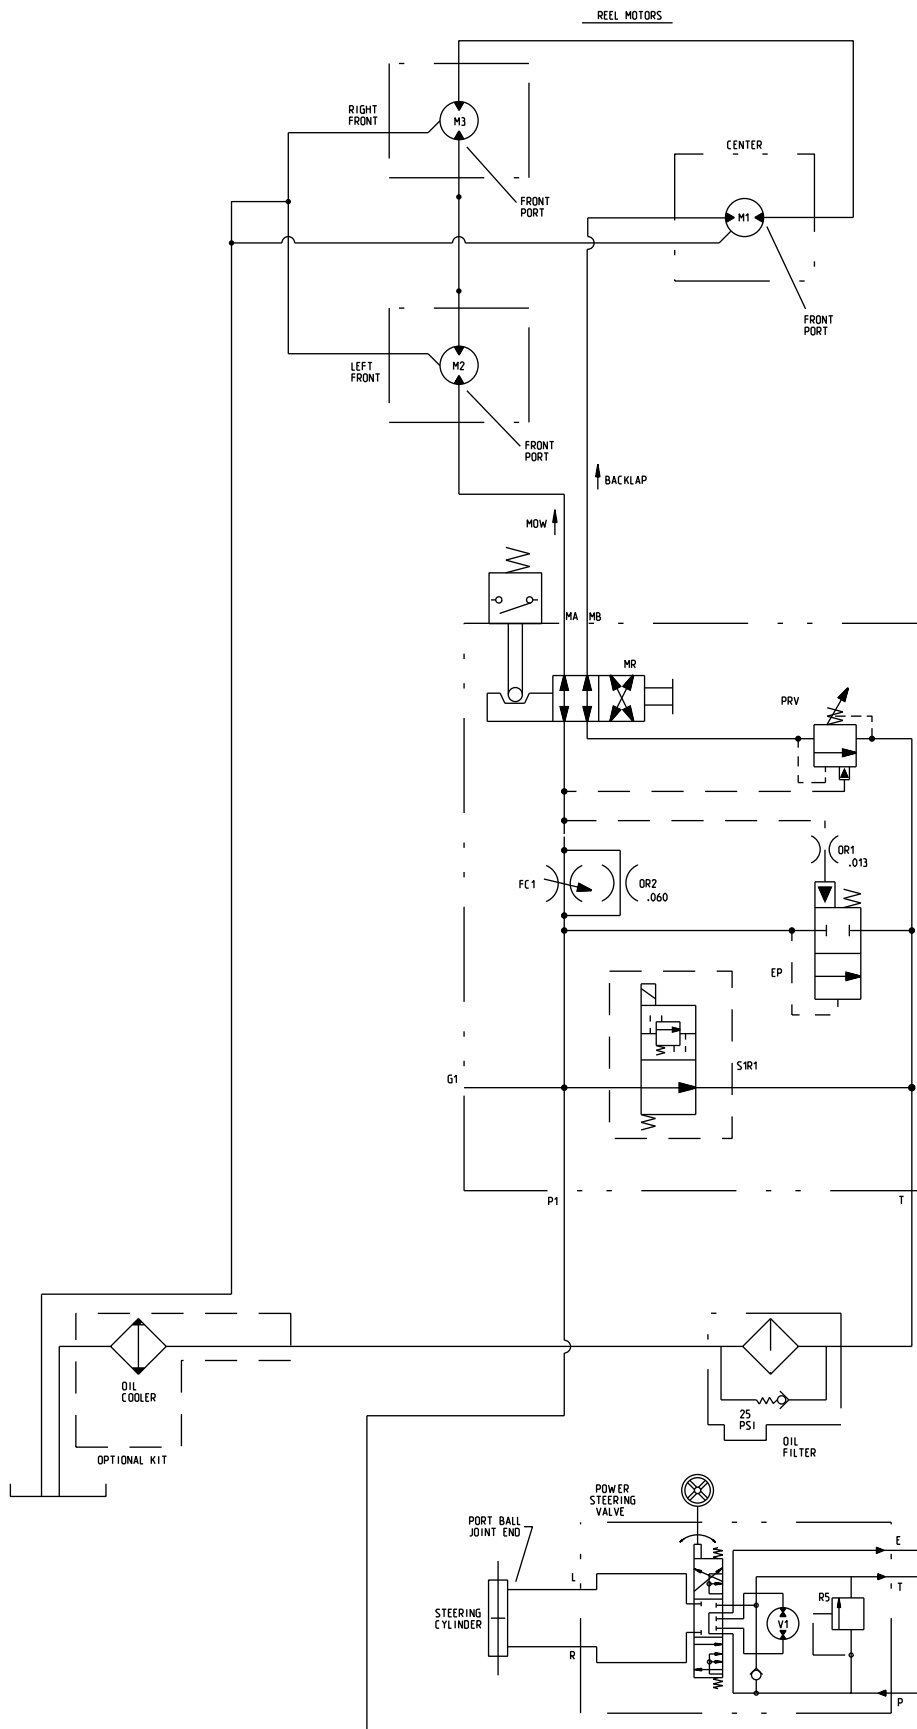 REEL MOTORS
RIGHT
FRONT
M3
FRONT
PORT
CENTER
M1
FRONT
PORT
LEFT
FRONT
M2
FRONT
PORT
BACKLAP
MOW
MA
MB
MR
PRV
OR1
.013
FC1
OR2
.060
EP
S1R1
G1
P1
T
OIL
COOLER
OPTIONAL KIT
25
PSI
OIL
FILTER
POWER
STEERING
VALVE
PORT BALL
JOINT END
E
L
T
R5
STEERING
CYLINDER
V1
R
P